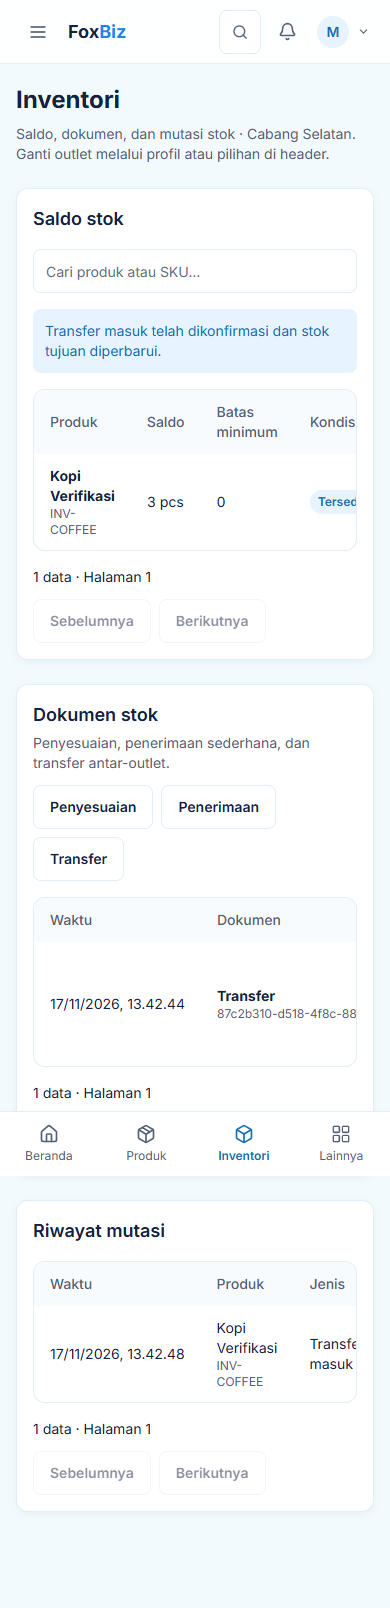 FoxBiz
M
Inventori
Saldo, dokumen, dan mutasi stok · Cabang Selatan.
Ganti outlet melalui profil atau pilihan di header.
Saldo stok
Cari produk atau SKU...
Transfer masuk telah dikonfirmasi dan stok
tujuan diperbarui.
Produk Saldo Batas minimum Kondis
Kopi Verifikasi 3 pcs 0 Tersed
INV-COFFEE
1 data · Halaman 1
Sebelumnya Berikutnya
Dokumen stok
Penyesuaian, penerimaan sederhana, dan
transfer antar-outlet.
Penyesuaian Penerimaan
Transfer
Waktu Dokumen
17/11/2026, 13.42.44 Transfer
87c2b310-d518-4f8c-88
1 data · Halaman 1
Beranda Produk Inventori Lainnya
Riwayat mutasi
Waktu Produk Jenis
17/11/2026, 13.42.48 Kopi Verifikasi Transfe masuk
INV-COFFEE
1 data · Halaman 1
Sebelumnya Berikutnya